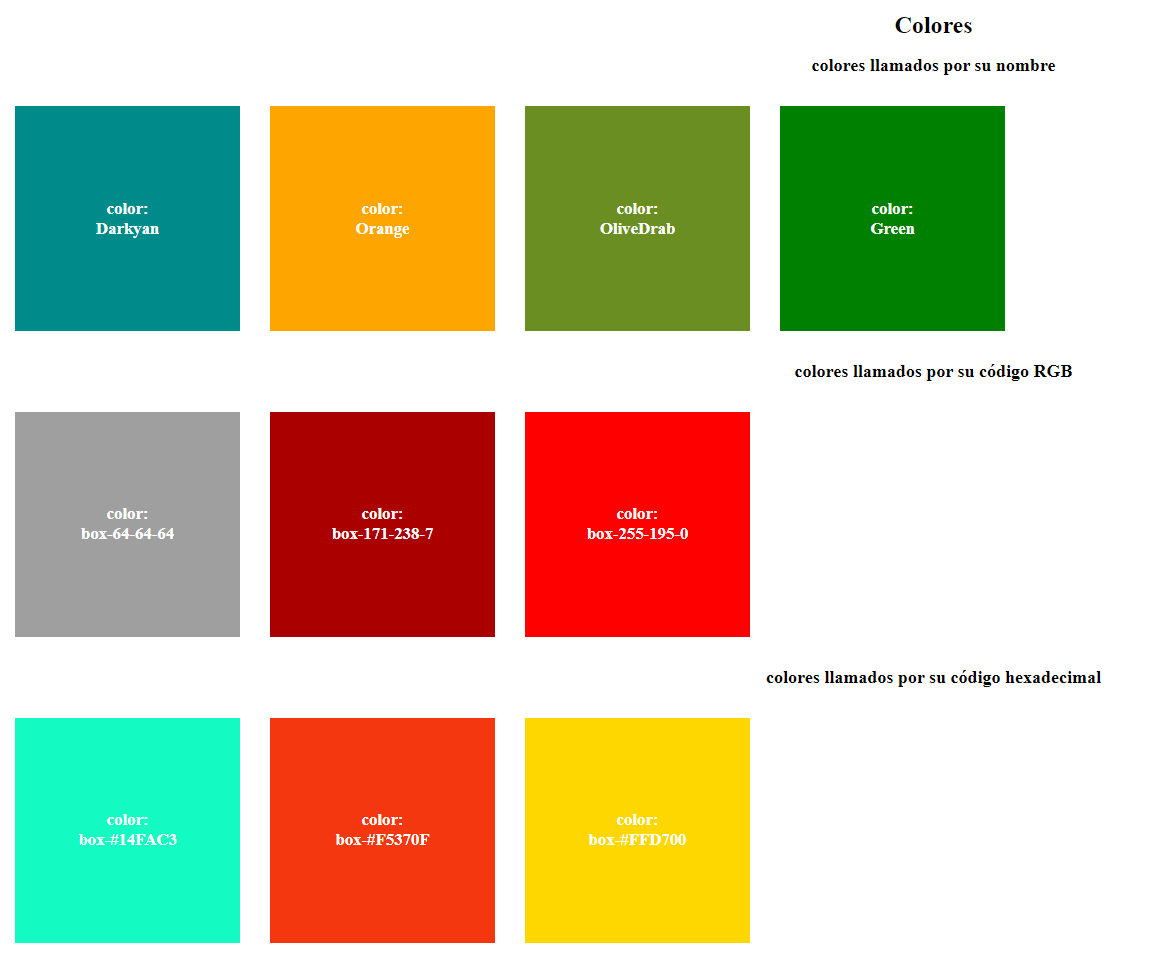 Colores
colores llamados por su nombre
color:
Darkyan
color:
Orange
color:
OliveDrab
color:
Green
colores llamados por su código RGB
color:
box-64-64-64
color:
box-171-238-7
color:
box-255-195-0
colores llamados por su código hexadecimal
color:
box-#14FAC3
color:
box-#F5370F
color:
box-#FFD700